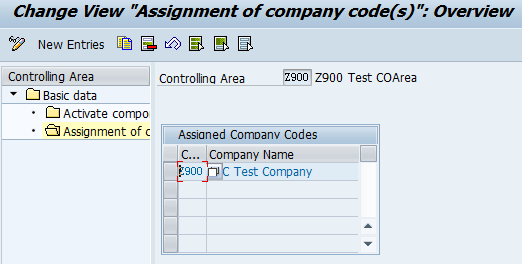 Change View "Assignment of company code(s)": Overview
New Entries
Controlling Area
Basic data
Activate compo
Assignment of c
Controlling Area Z900 Z900 Test COArea
Assigned Company Codes
C... Company Name
Z900 C Test Company